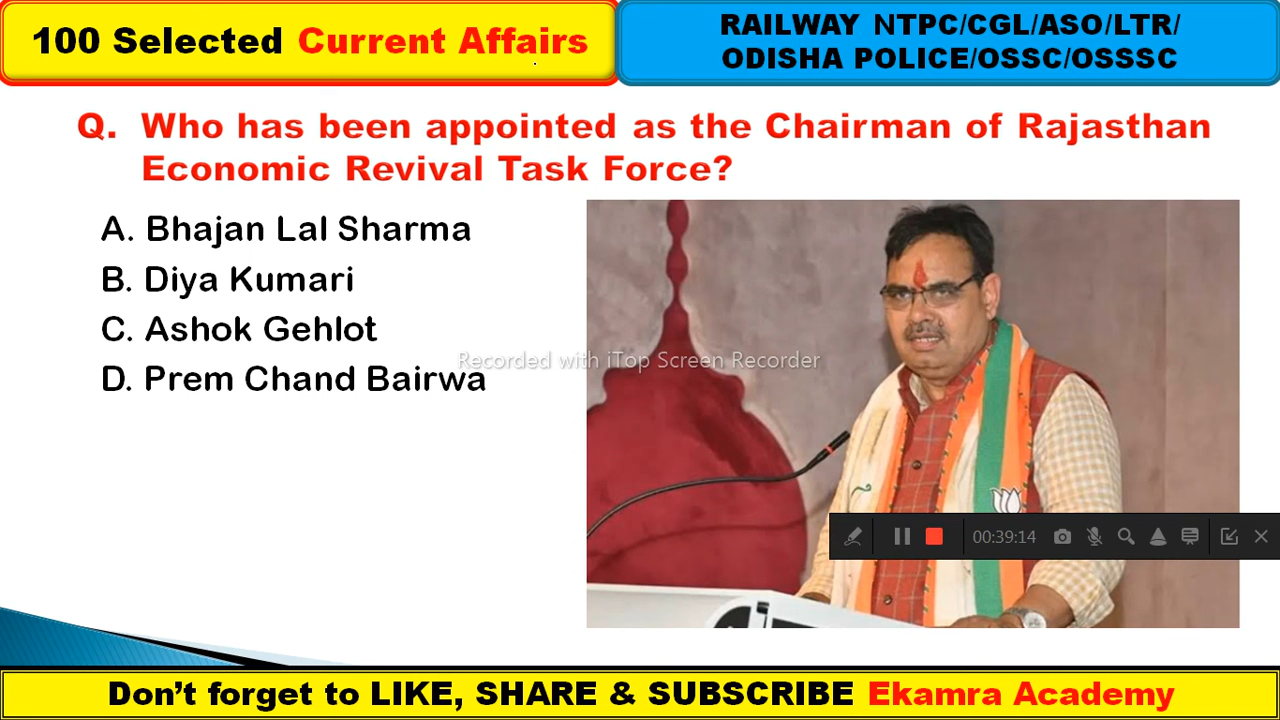 100 Selected Current Affairs
RAILWAY NTPC/CGL/ASO/LTR/
ODISHA POLICE/OSSC/OSSSC
Q. Who has been appointed as the Chairman of Rajasthan
Economic Revival Task Force?
A. Bhajan Lal Sharma
B. Diya Kumari
C. Ashok Gehlot
D. Prem Chand Bairwa
Recorded with iTop Screen Recorder
00:39:14
Don't forget to LIKE, SHARE & SUBSCRIBE Ekamra Academy